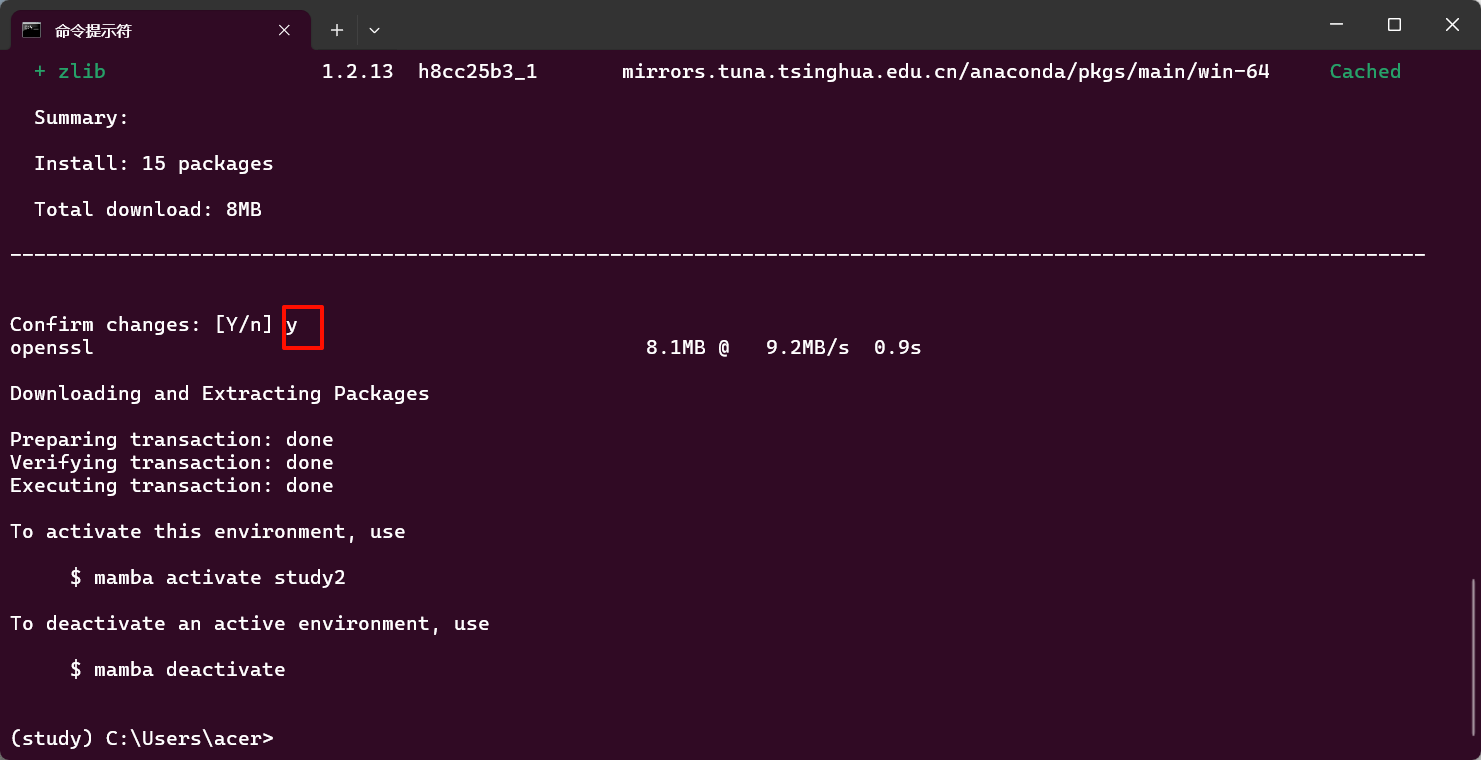 命令提示符
+ zlib 1.2.13 h8cc25b3_1 mirrors.tuna.tsinghua.edu.cn/anaconda/pkgs/main/win-64 Cached
Summary:
Install: 15 packages
Total download: 8MB
Confirm changes: [Y/n] y
openssl 8.1MB @ 9.2MB/s 0.9s
Downloading and Extracting Packages
Preparing transaction: done
Verifying transaction: done
Executing transaction: done
To activate this environment, use
$ mamba activate study2
To deactivate an active environment, use
$ mamba deactivate
(study) C:\Users\acer>